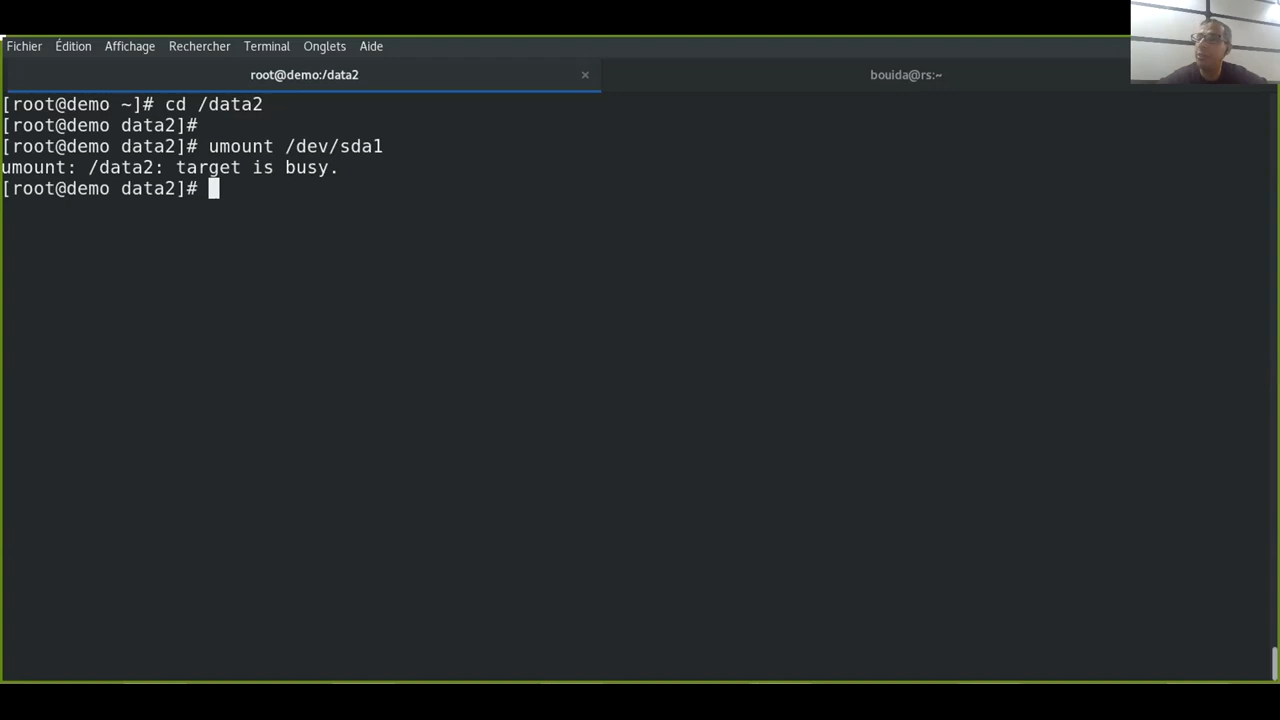 Fichier Édition Affichage Rechercher Terminal Onglets Aide
root@demo:/data2 × bouida@rs:~
[root@demo ~]# cd /data2
[root@demo data2]#
[root@demo data2]# umount /dev/sda1
umount: /data2: target is busy.
[root@demo data2]#